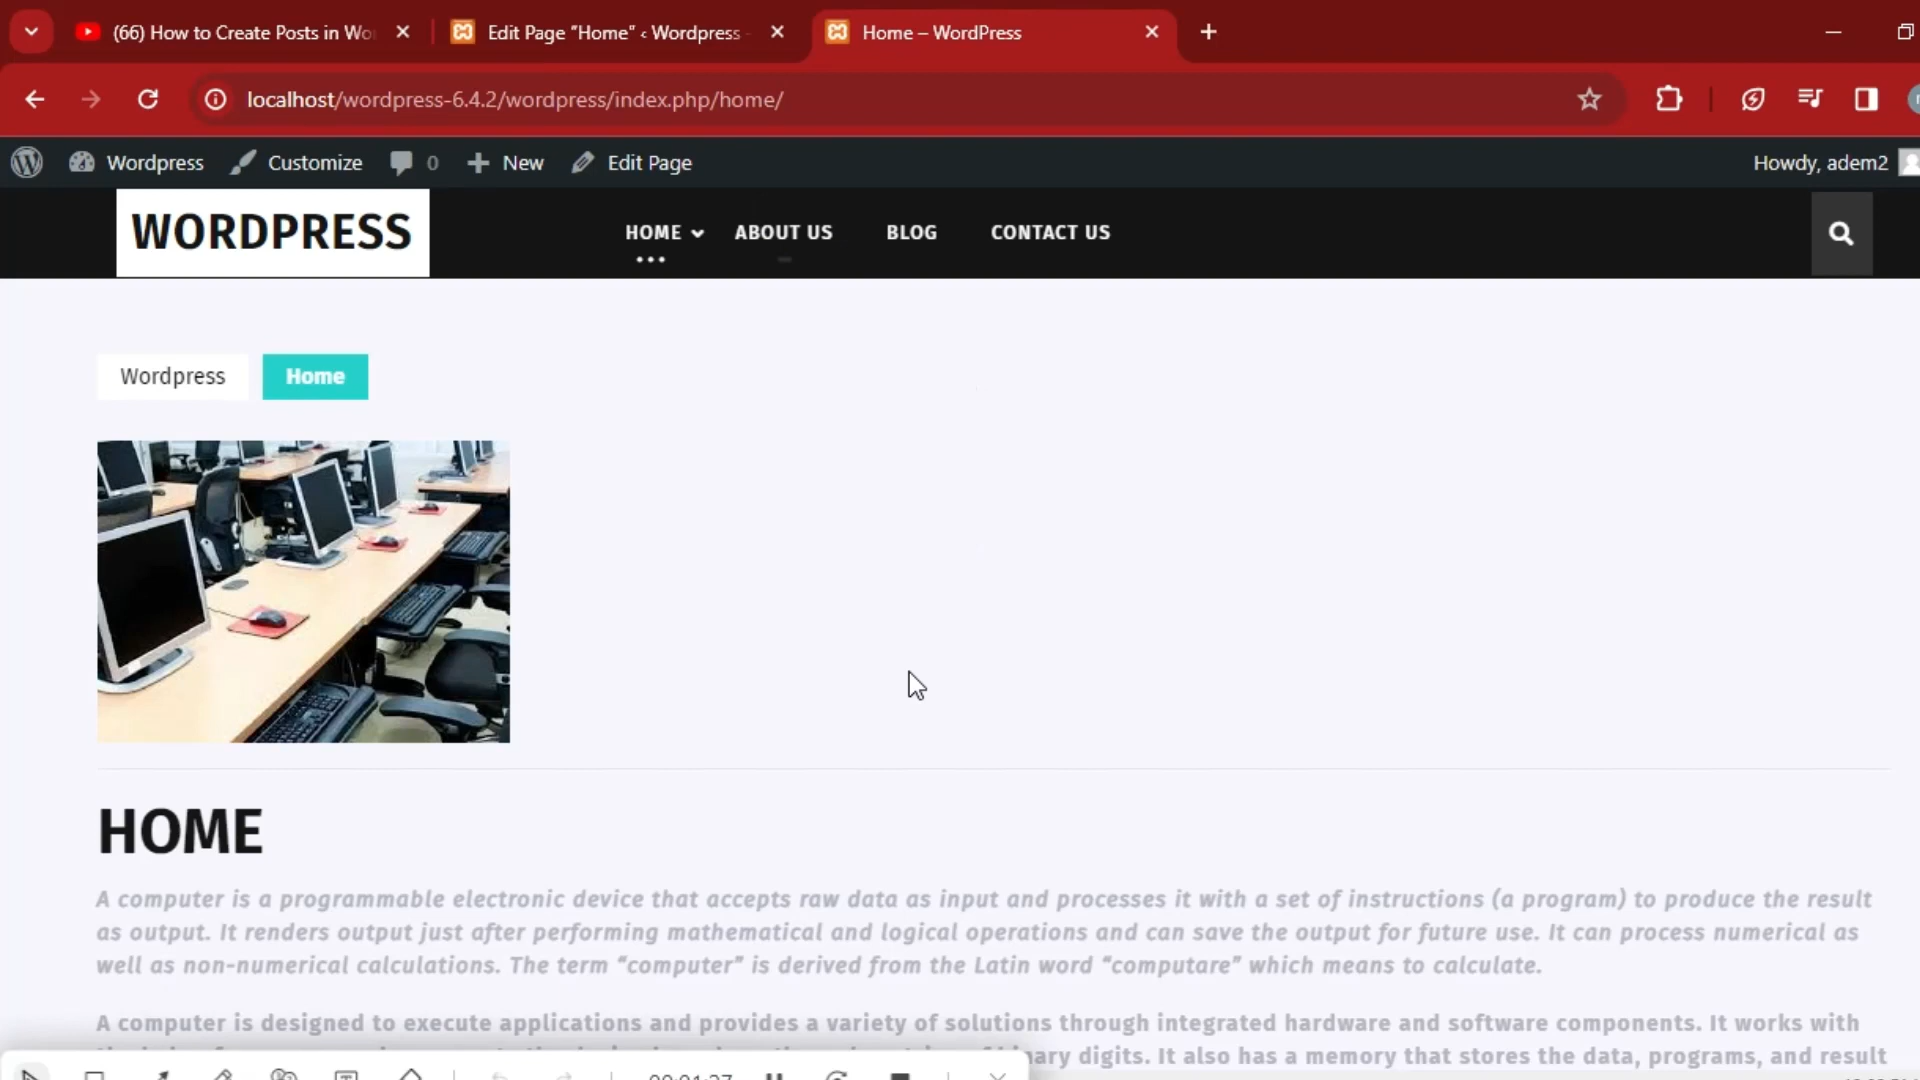 (66) How to Create Posts in Wo
Edit Page “Home” ‹ Wordpress
Home – WordPress
localhost/wordpress-6.4.2/wordpress/index.php/home/
Wordpress Customize 0 New Edit Page Howdy, adem2
WORDPRESS HOME ABOUT US BLOG CONTACT US
Wordpress Home
HOME
A computer is a programmable electronic device that accepts raw data as input and processes it with a set of instructions (a program) to produce the result
as output. It renders output just after performing mathematical and logical operations and can save the output for future use. It can process numerical as
well as non-numerical calculations. The term “computer” is derived from the Latin word “computare” which means to calculate.
A computer is designed to execute applications and provides a variety of solutions through integrated hardware and software components. It works with
digits. It also has a memory that stores the data, programs, and result